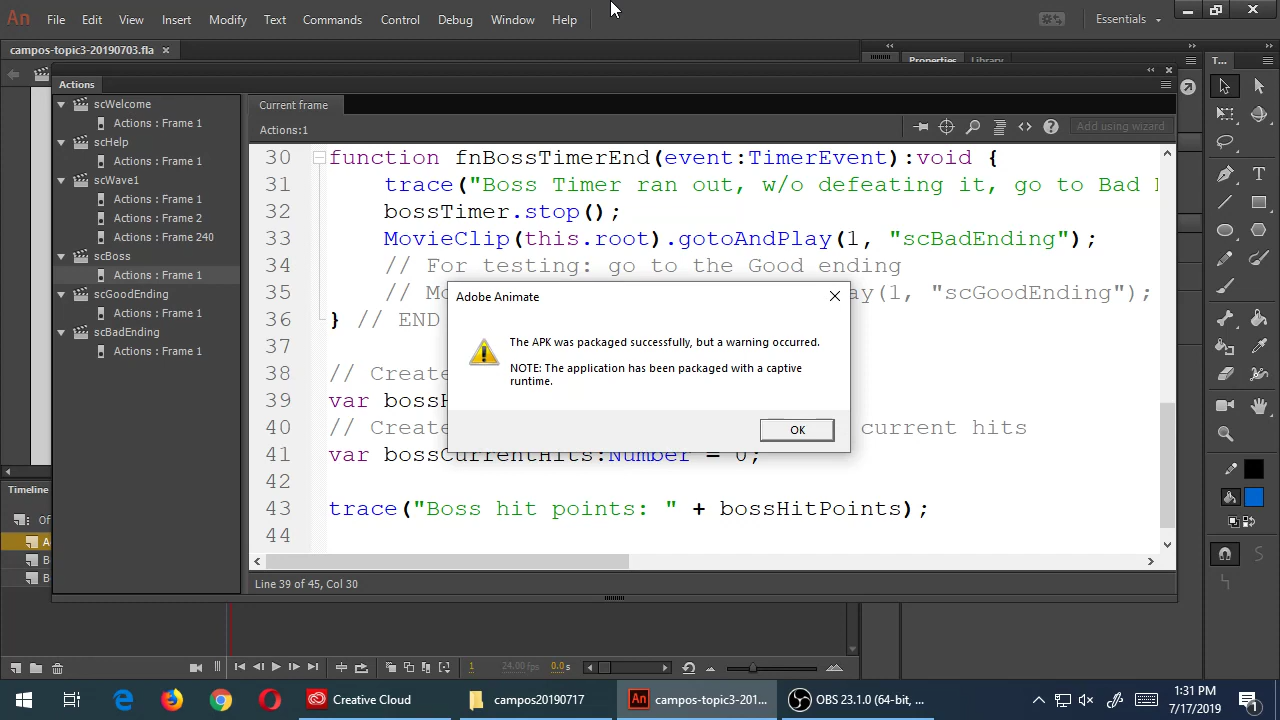 An File Edit View Insert Modify Text Commands Control Debug Window Help Essentials
campos-topic3-20190703.fla
Properties Library T...
Actions
scWelcome
Actions : Frame 1
scHelp
Actions : Frame 1
scWave1
Actions : Frame 1
Actions : Frame 2
Actions : Frame 240
scBoss
Actions : Frame 1
scGoodEnding
Actions : Frame 1
scBadEnding
Actions : Frame 1
Current frame
Actions:1 Add using wizard
30 function fnBossTimerEnd(event:TimerEvent):void {
31 trace("Boss Timer ran out, w/o defeating it, go to Bad
32 bossTimer.stop();
33 MovieClip(this.root).gotoAndPlay(1, "scBadEnding");
34 // For testing: go to the Good ending
35 // Mo ay(1, "scGoodEnding");
36 } // END
37
38 // Create
39 var bossH
40 // Create current hits
41 var bossCurrentHits:Number = 0;
42
43 trace("Boss hit points: " + bossHitPoints);
44
Line 39 of 45, Col 30
Adobe Animate
The APK was packaged successfully, but a warning occurred.
NOTE: The application has been packaged with a captive
runtime.
OK
Timeline
Of
A
B
B
1 24.00 fps 0.0 s
Creative Cloud campos20190717 An campos-topic3-201... OBS 23.1.0 (64-bit, ...
1:31 PM
7/17/2019
1